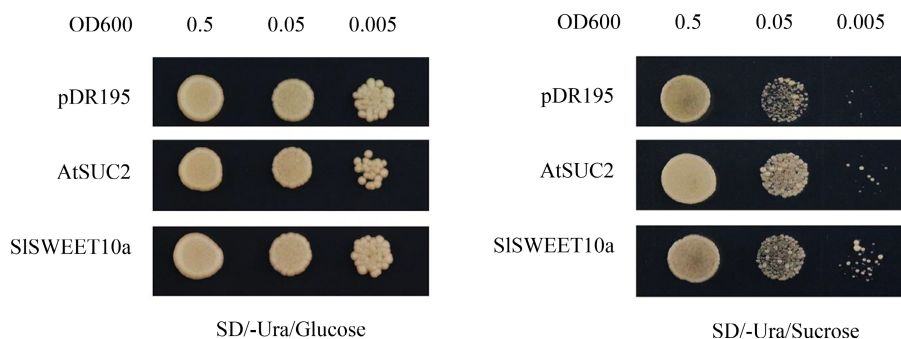 OD600 0.5 0.05 0.005
pDR195
AtSUC2
SlSWEET10a
SD/-Ura/Glucose
OD600 0.5 0.05 0.005
pDR195
AtSUC2
SlSWEET10a
SD/-Ura/Sucrose